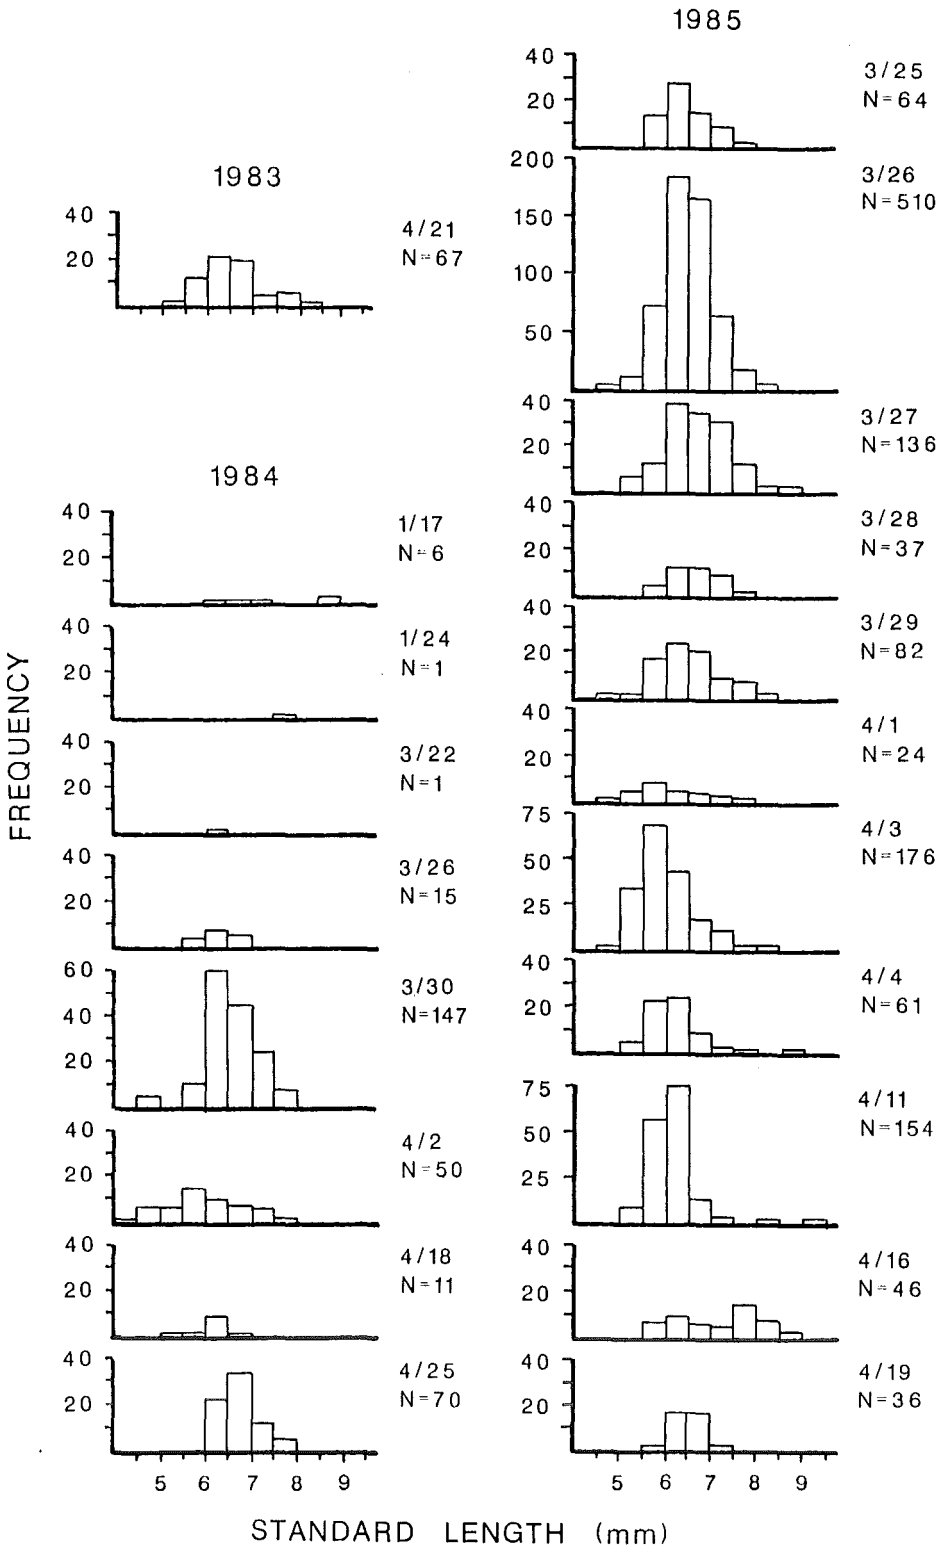 1983
40
20
4/21
N=67
1984
40
20
1/17
N=6
40
20
1/24
N=1
40
20
3/22
N=1
40
20
3/26
N=15
60
40
20
3/30
N=147
40
20
4/2
N=50
40
20
4/18
N=11
40
20
4/25
N=70
5 6 7 8 9
1985
40
20
3/25
N=64
200
150
100
50
3/26
N=510
40
20
3/27
N=136
40
20
3/28
N=37
40
20
3/29
N=82
40
20
4/1
N=24
75
50
25
4/3
N=176
40
20
4/4
N=61
75
50
25
4/11
N=154
40
20
4/16
N=46
40
20
4/19
N=36
5 6 7 8 9
FREQUENCY
STANDARD LENGTH (mm)